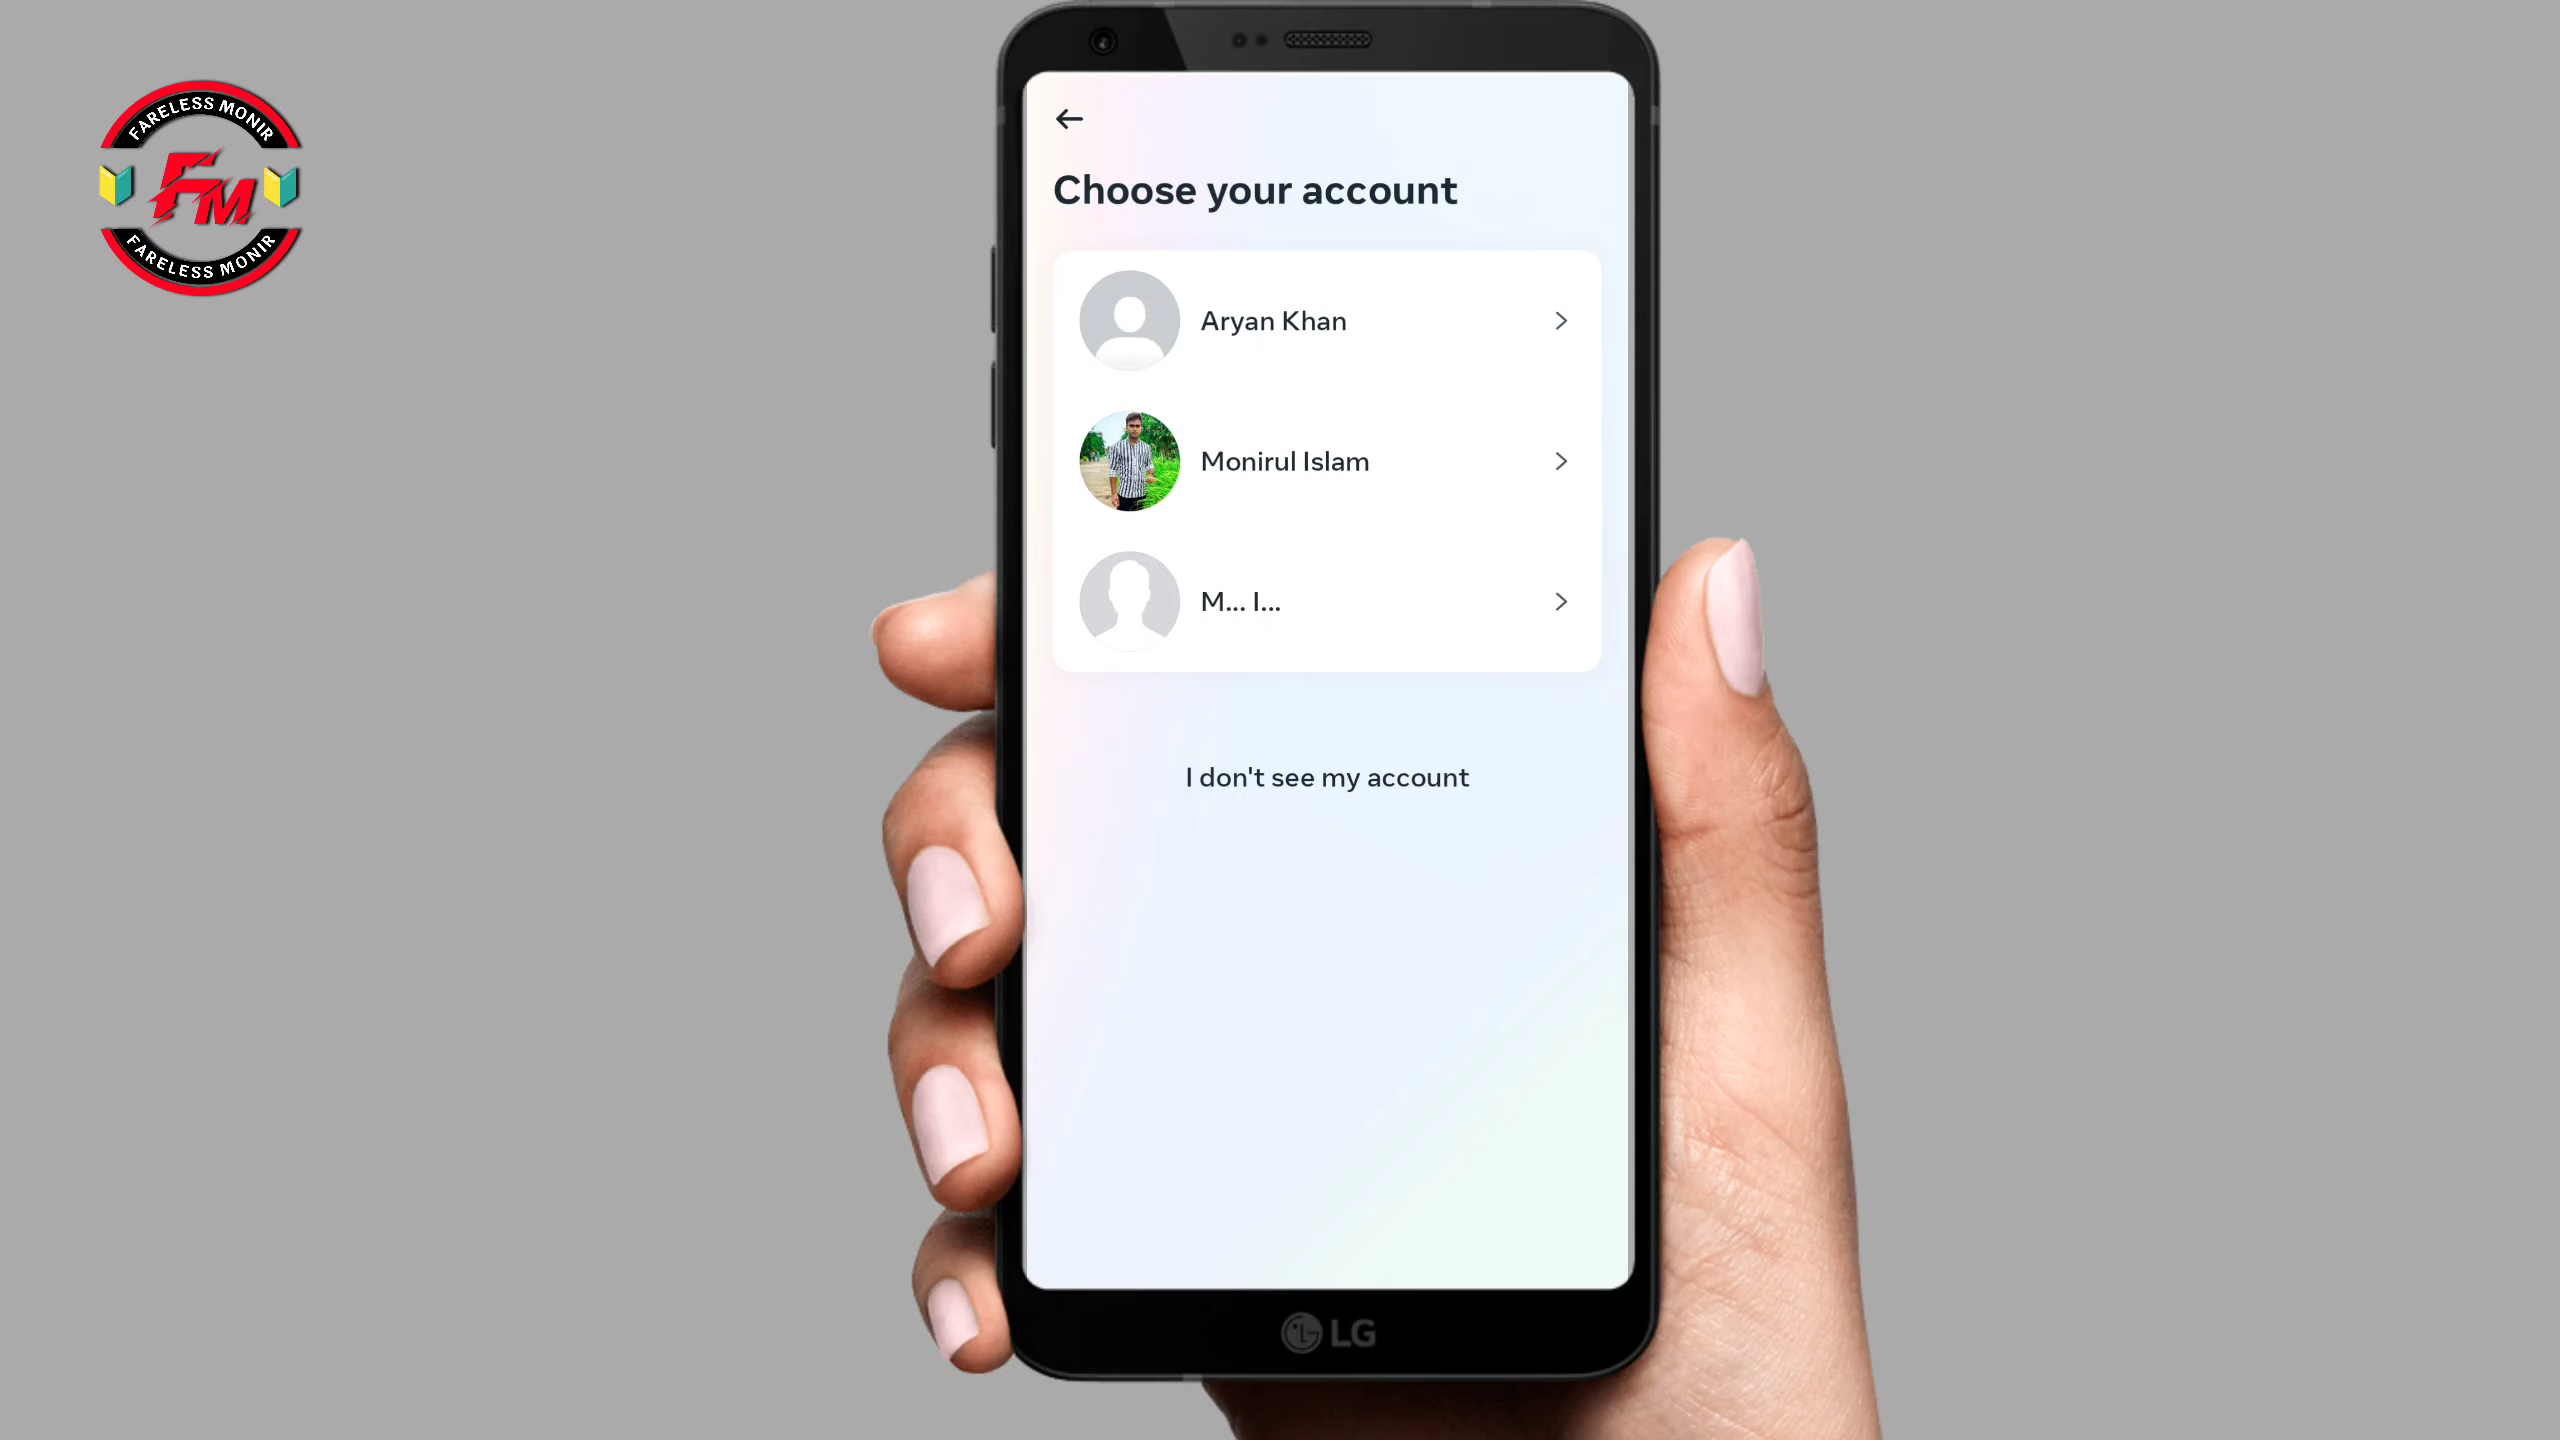 FARELESS MONIR
FM
FARELESS MONIR
Choose your account
Aryan Khan
Monirul Islam
M... I...
I don't see my account
LG